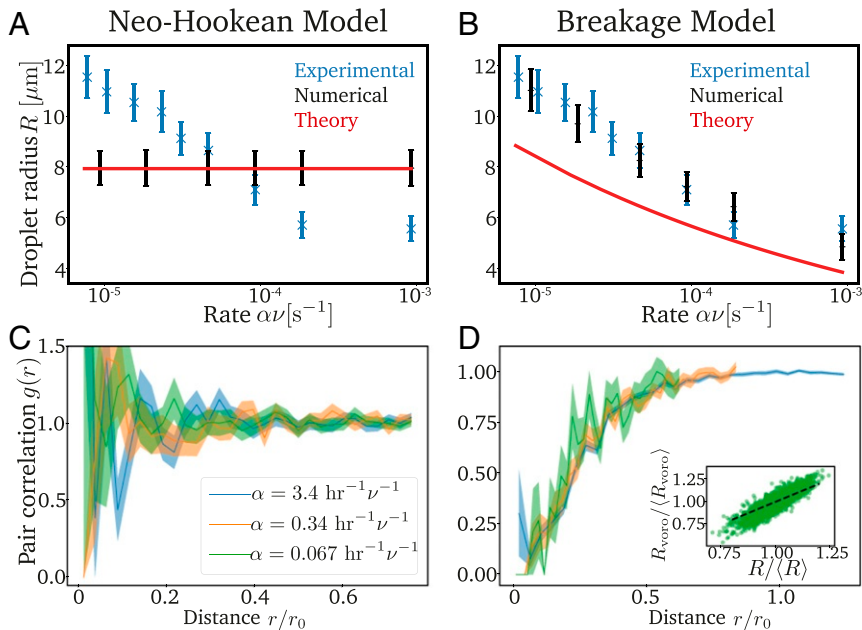 A Neo-Hookean Model
B Breakage Model
Experimental
Numerical
Theory
Droplet radius R [μm]
12
10
8
6
4
10⁻⁵
10⁻⁴
10⁻³
Rate αν[s⁻¹]
Experimental
Numerical
Theory
12
10
8
6
4
10⁻⁵
10⁻⁴
10⁻³
Rate αν[s⁻¹]
C
Pair correlation g(r)
1.5
1.0
0.5
0.0
α = 3.4 hr⁻¹ν⁻¹
α = 0.34 hr⁻¹ν⁻¹
α = 0.067 hr⁻¹ν⁻¹
0
0.2
0.4
0.6
Distance r/r₀
D
1.00
0.75
0.50
0.25
0.00
R_voro/⟨R_voro⟩
1.25
1.00
0.75
0.75
1.00
1.25
R/⟨R⟩
0
0.5
1.0
Distance r/r₀